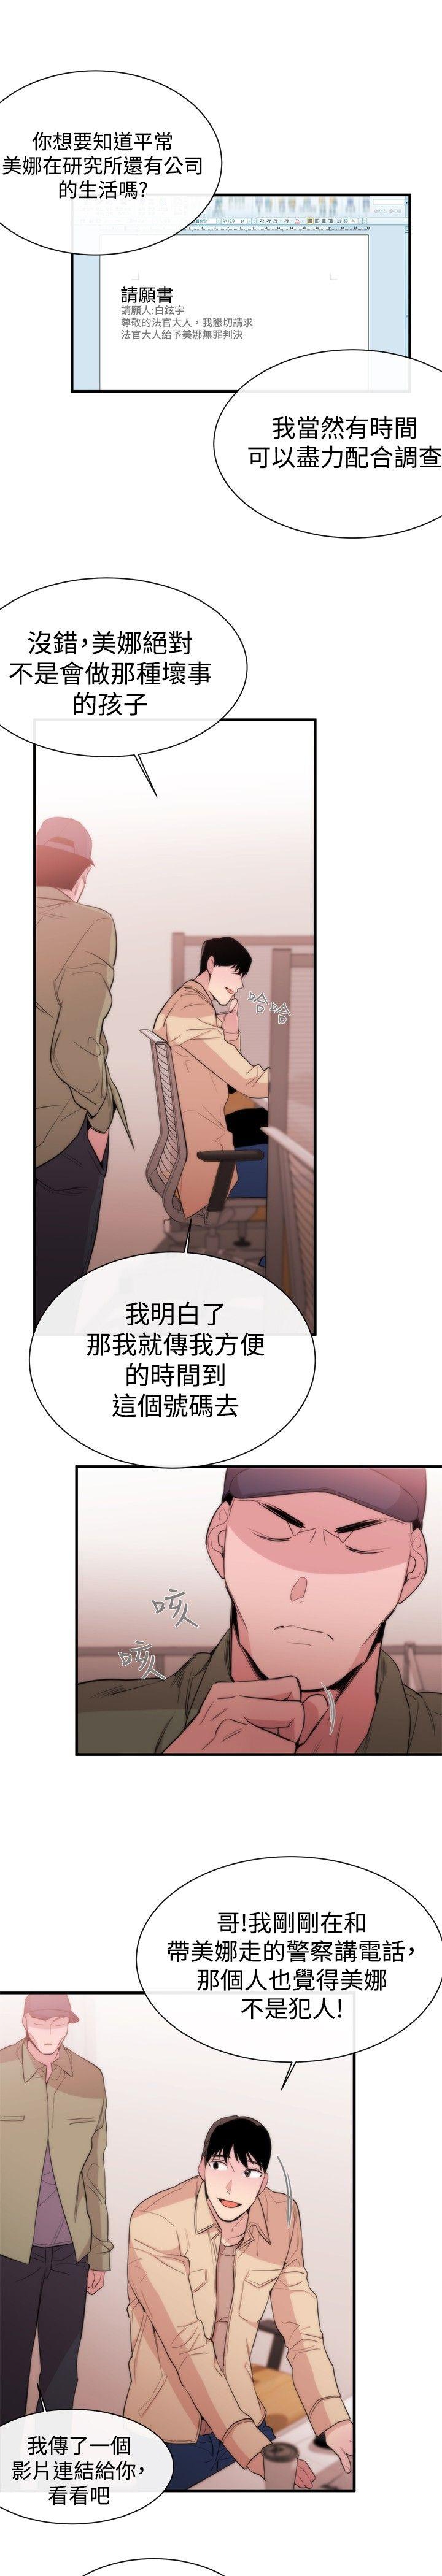 你想要知道平常
美娜在研究所還有公司
的生活嗎?
請願書
請願人:白鉉宇
尊敬的法官大人，我懇切請求
法官大人給予美娜無罪判決
我當然有時間
可以盡力配合調查
沒錯,美娜絕對
不是會做那種壞事
的孩子
哈哈
我明白了
那我就傳我方便
的時間到
這個號碼去
咳
咳
哥!我剛剛在和
帶美娜走的警察講電話,
那個人也覺得美娜
不是犯人!
我傳了一個
影片連結給你,
看看吧